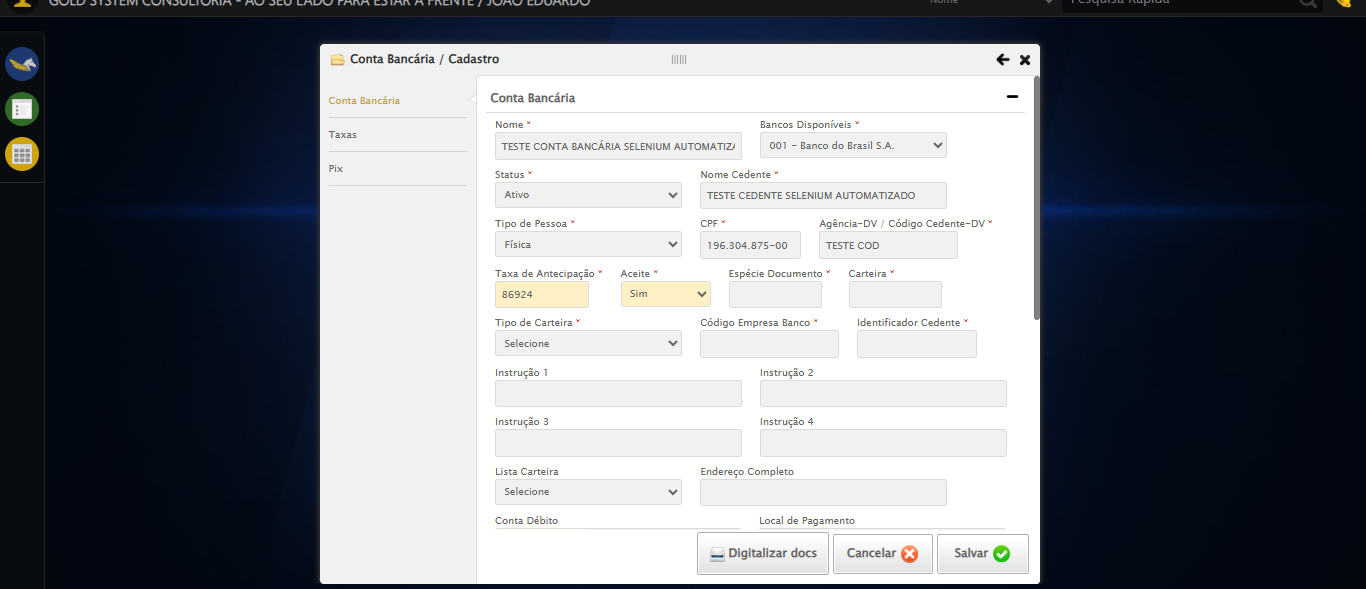 GOLD SYSTEM CONSULTORIA - AO SEU LADO PARA ESTAR À FRENTE / JOÃO EDUARDO
Nome
Pesquisa Rápida
Conta Bancária / Cadastro
Conta Bancária
Taxas
Pix
Conta Bancária
Nome * Bancos Disponíveis *
TESTE CONTA BANCÁRIA SELENIUM AUTOMATIZA 001 - Banco do Brasil S.A.
Status * Nome Cedente *
Ativo TESTE CEDENTE SELENIUM AUTOMATIZADO
Tipo de Pessoa * CPF * Agência-DV / Código Cedente-DV *
Física 196.304.875-00 TESTE COD
Taxa de Antecipação * Aceite * Espécie Documento * Carteira *
86924 Sim
Tipo de Carteira * Código Empresa Banco * Identificador Cedente *
Selecione
Instrução 1 Instrução 2
Instrução 3 Instrução 4
Lista Carteira Endereço Completo
Selecione
Conta Débito Local de Pagamento
Digitalizar docs Cancelar Salvar